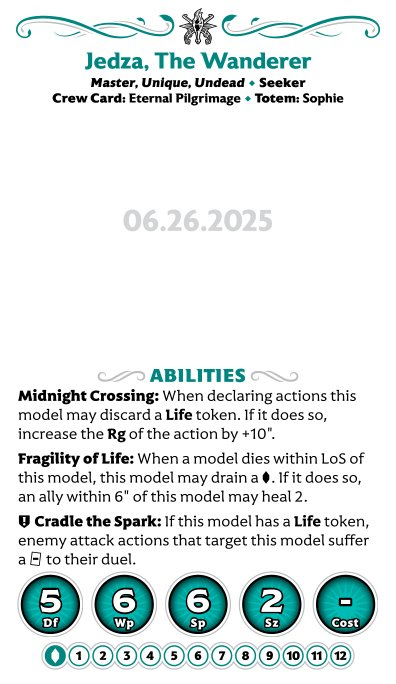 Jedza, The Wanderer
Master, Unique, Undead ⬥ Seeker
Crew Card: Eternal Pilgrimage ⬥ Totem: Sophie
06.26.2025
ABILITIES
Midnight Crossing: When declaring actions this
model may discard a Life token. If it does so,
increase the Rg of the action by +10".
Fragility of Life: When a model dies within LoS of
this model, this model may drain a . If it does so,
an ally within 6" of this model may heal 2.
Cradle the Spark: If this model has a Life token,
enemy attack actions that target this model suffer
a - to their duel.
5 6 6 2 -
Df Wp Sp Sz Cost
1 2 3 4 5 6 7 8 9 10 11 12